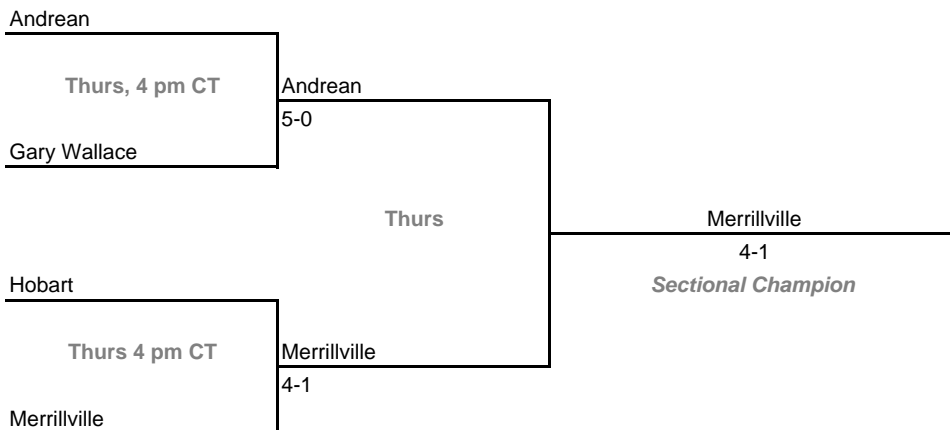 Andrean
Thurs, 4 pm CT
Andrean
5-0
Gary Wallace
Thurs
Merrillville
4-1
Sectional Champion
Hobart
Thurs 4 pm CT
Merrillville
4-1
Merrillville